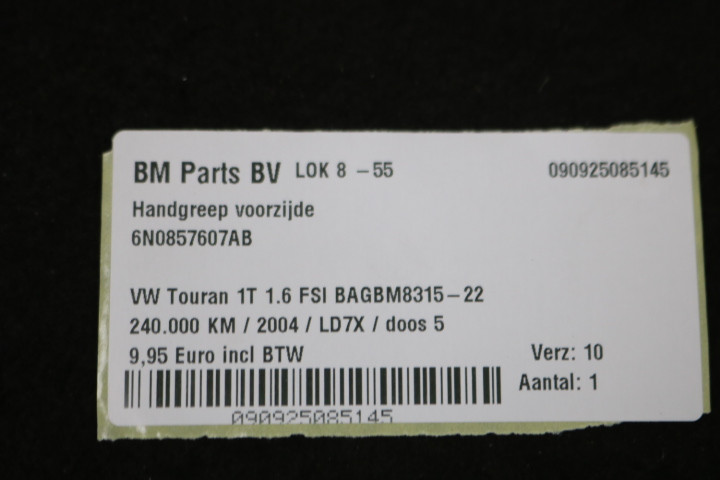 BM Parts BV LOK 8 -55 090925085145
Handgreep voorzijde
6N0857607AB
VW Touran 1T 1.6 FSI BAGBM8315-22
240.000 KM / 2004 / LD7X / doos 5
9,95 Euro incl BTW Verz: 10
Aantal: 1
090925085145